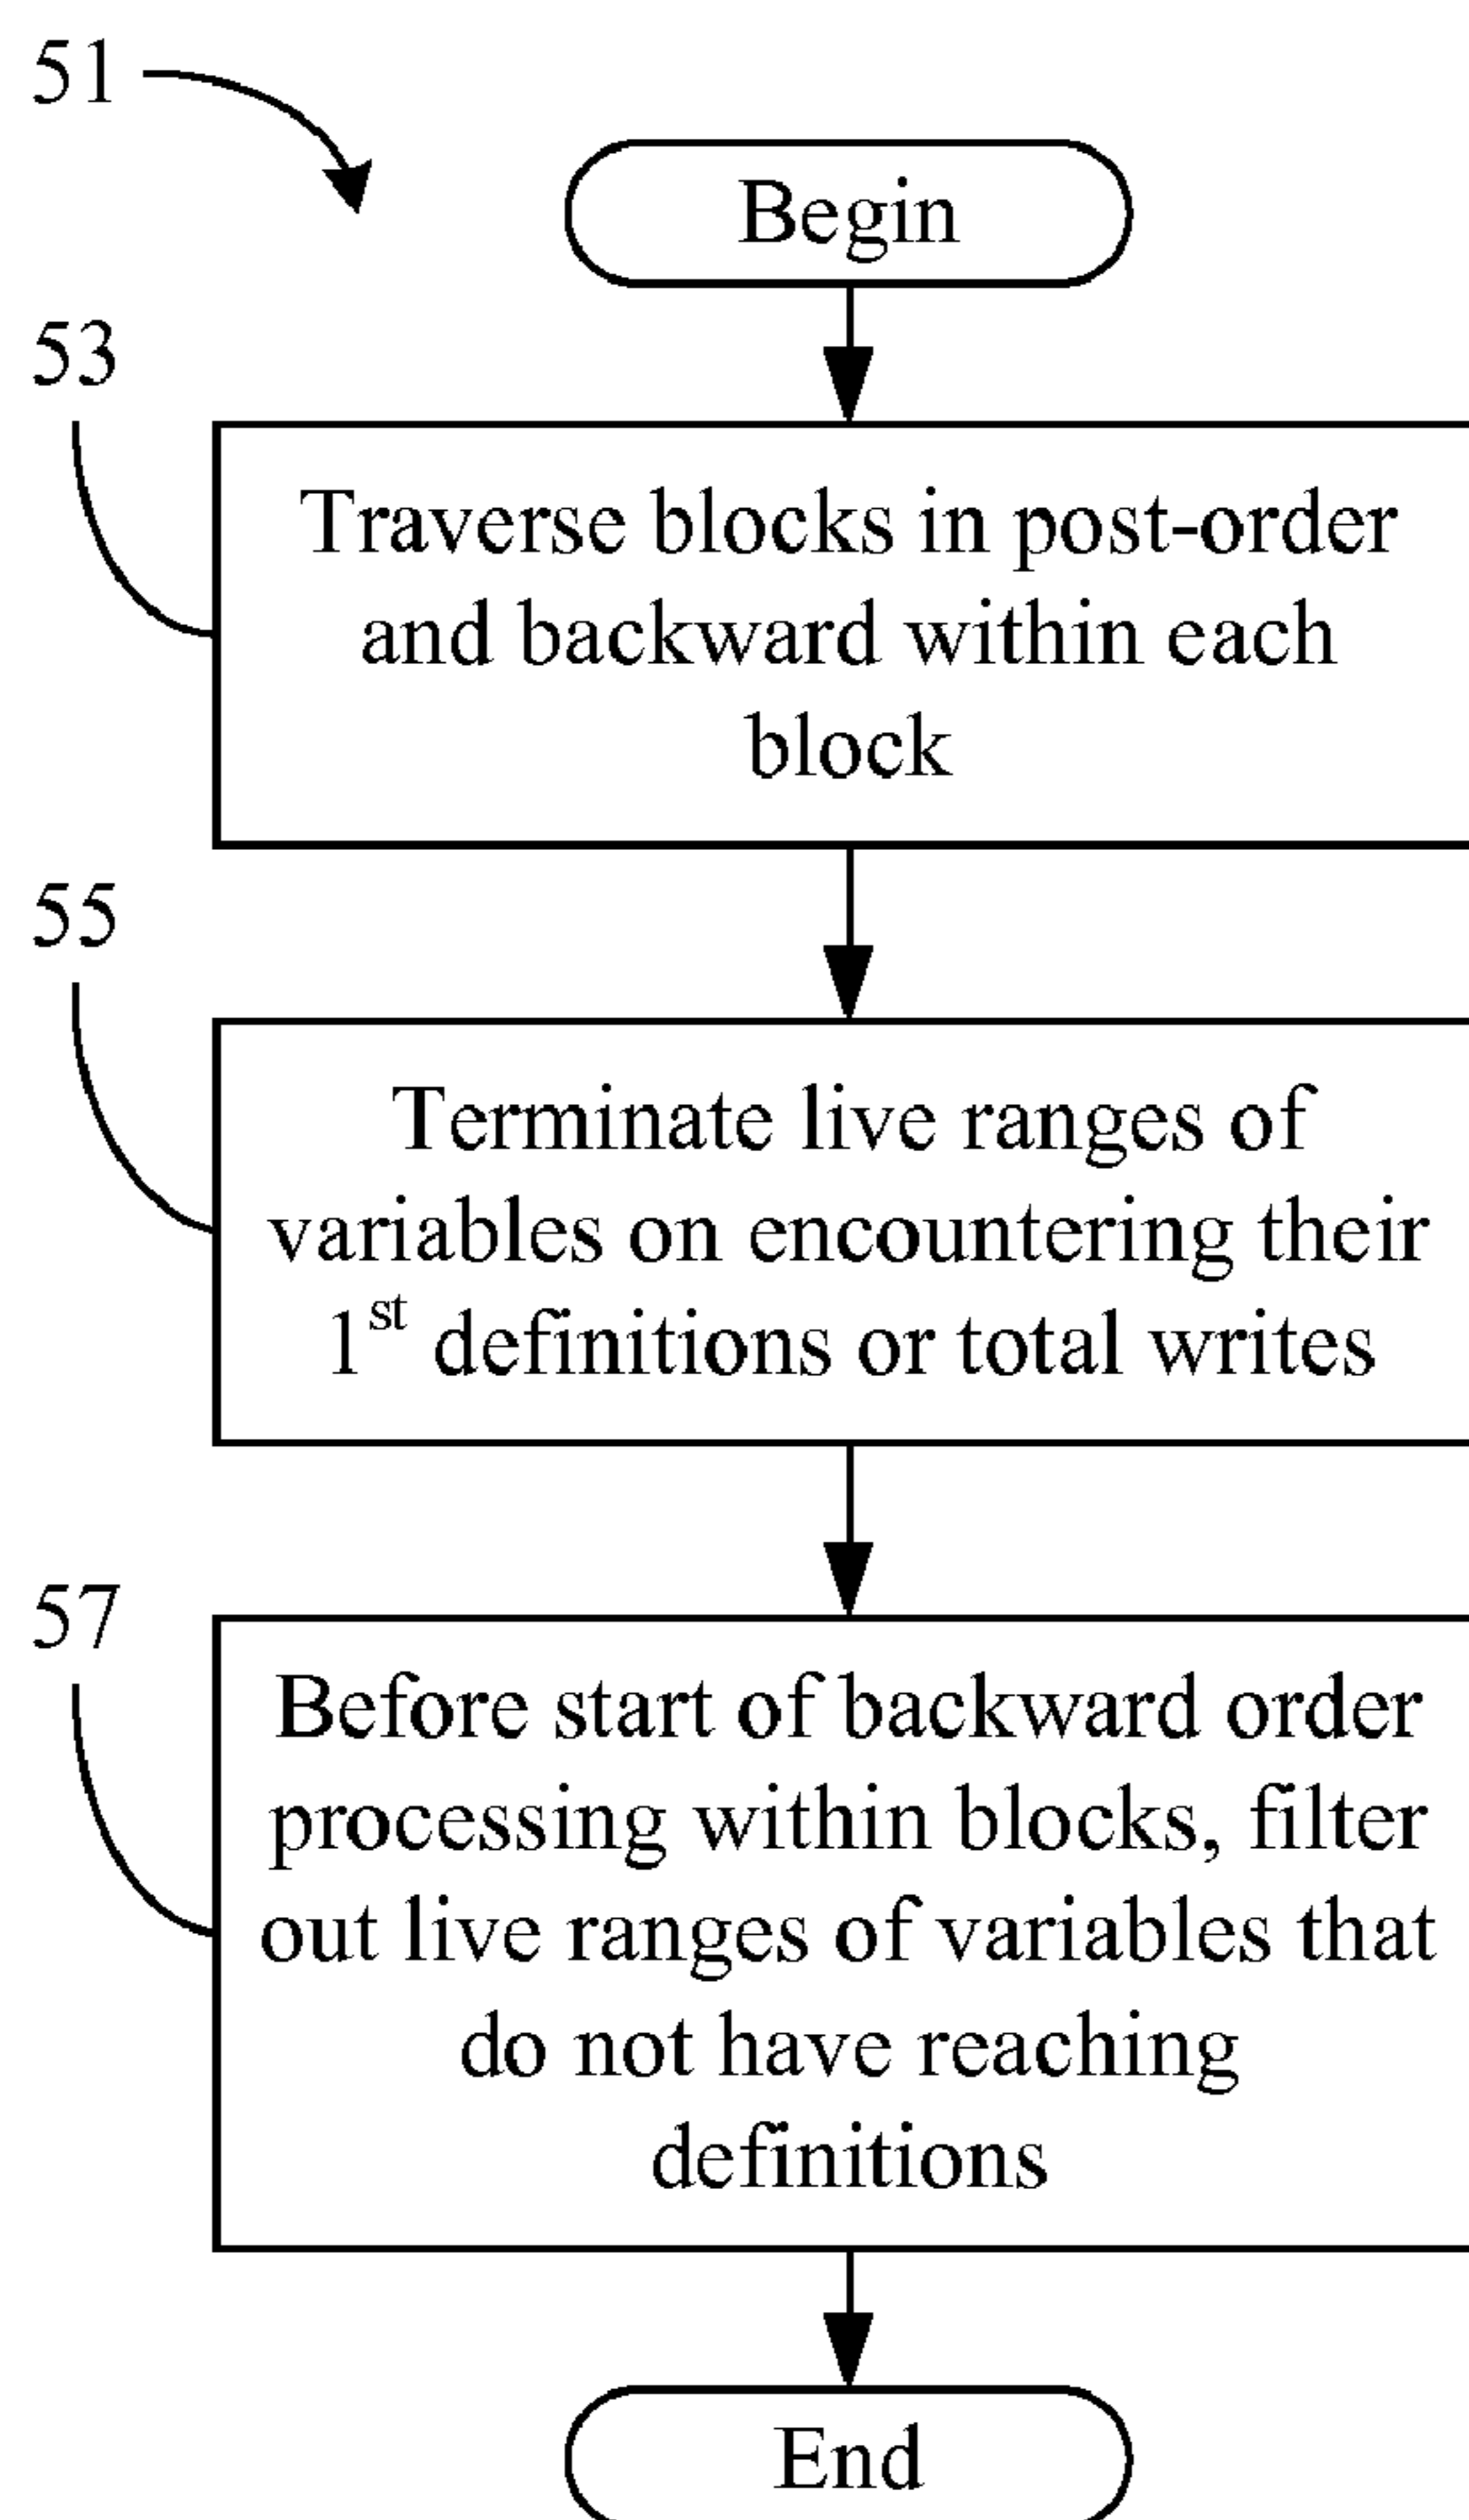 51
Begin
53
Traverse blocks in post-order
and backward within each
block
55
Terminate live ranges of
variables on encountering their
1st definitions or total writes
57
Before start of backward order
processing within blocks, filter
out live ranges of variables that
do not have reaching
definitions
End